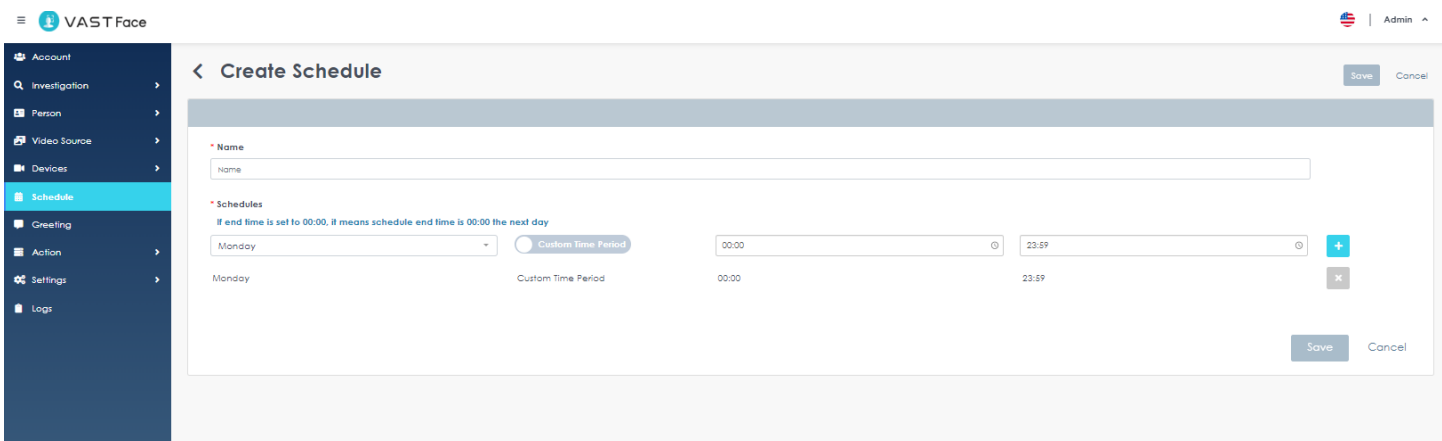 VAST Face
Admin
Account
Investigation
Person
Video Source
Devices
Schedule
Greeting
Action
Settings
Logs
Create Schedule
Save Cancel
* Name
Name
* Schedules
If end time is set to 00:00, it means schedule end time is 00:00 the next day
Monday Custom Time Period 00:00 23:59
Monday Custom Time Period 00:00 23:59
Save Cancel